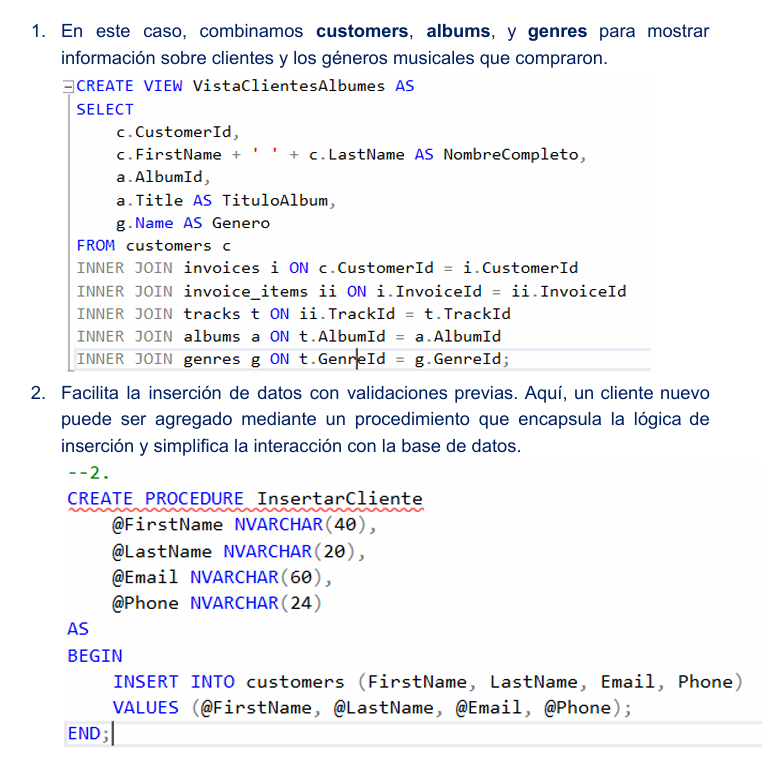 1. En este caso, combinamos customers, albums, y genres para mostrar
información sobre clientes y los géneros musicales que compraron.
CREATE VIEW VistaClientesAlbumes AS
SELECT
c.CustomerId,
c.FirstName + ' ' + c.LastName AS NombreCompleto,
a.AlbumId,
a.Title AS TituloAlbum,
g.Name AS Genero
FROM customers c
INNER JOIN invoices i ON c.CustomerId = i.CustomerId
INNER JOIN invoice_items ii ON i.InvoiceId = ii.InvoiceId
INNER JOIN tracks t ON ii.TrackId = t.TrackId
INNER JOIN albums a ON t.AlbumId = a.AlbumId
INNER JOIN genres g ON t.GenreId = g.GenreId;
2. Facilita la inserción de datos con validaciones previas. Aquí, un cliente nuevo
puede ser agregado mediante un procedimiento que encapsula la lógica de
inserción y simplifica la interacción con la base de datos.
--2.
CREATE PROCEDURE InsertarCliente
@FirstName NVARCHAR(40),
@LastName NVARCHAR(20),
@Email NVARCHAR(60),
@Phone NVARCHAR(24)
AS
BEGIN
INSERT INTO customers (FirstName, LastName, Email, Phone)
VALUES (@FirstName, @LastName, @Email, @Phone);
END;